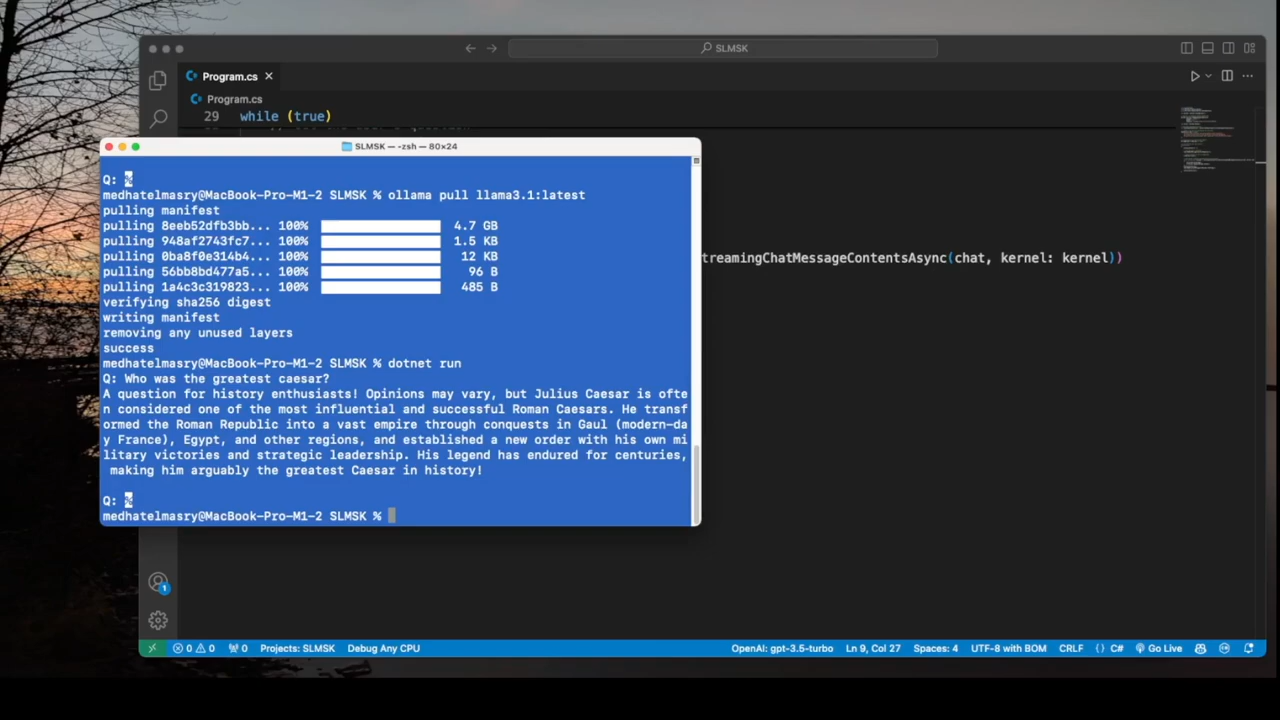 SLMSK
Program.cs
Program.cs
29 while (true)
SLMSK — -zsh — 80×24
Q: %
medhatelmasry@MacBook-Pro-M1-2 SLMSK % ollama pull llama3.1:latest
pulling manifest
pulling 8eeb52dfb3bb... 100% 4.7 GB
pulling 948af2743fc7... 100% 1.5 KB
pulling 0ba8f0e314b4... 100% 12 KB
pulling 56bb8bd477a5... 100% 96 B
pulling 1a4c3c319823... 100% 485 B
verifying sha256 digest
writing manifest
removing any unused layers
success
medhatelmasry@MacBook-Pro-M1-2 SLMSK % dotnet run
Q: Who was the greatest caesar?
A question for history enthusiasts! Opinions may vary, but Julius Caesar is ofte
n considered one of the most influential and successful Roman Caesars. He transf
ormed the Roman Republic into a vast empire through conquests in Gaul (modern-da
y France), Egypt, and other regions, and established a new order with his own mi
litary victories and strategic leadership. His legend has endured for centuries,
making him arguably the greatest Caesar in history!
Q: %
medhatelmasry@MacBook-Pro-M1-2 SLMSK %
treamingChatMessageContentsAsync(chat, kernel: kernel))
1
0 0 0 Projects: SLMSK Debug Any CPU OpenAI: gpt-3.5-turbo Ln 9, Col 27 Spaces: 4 UTF-8 with BOM CRLF {} C# Go Live